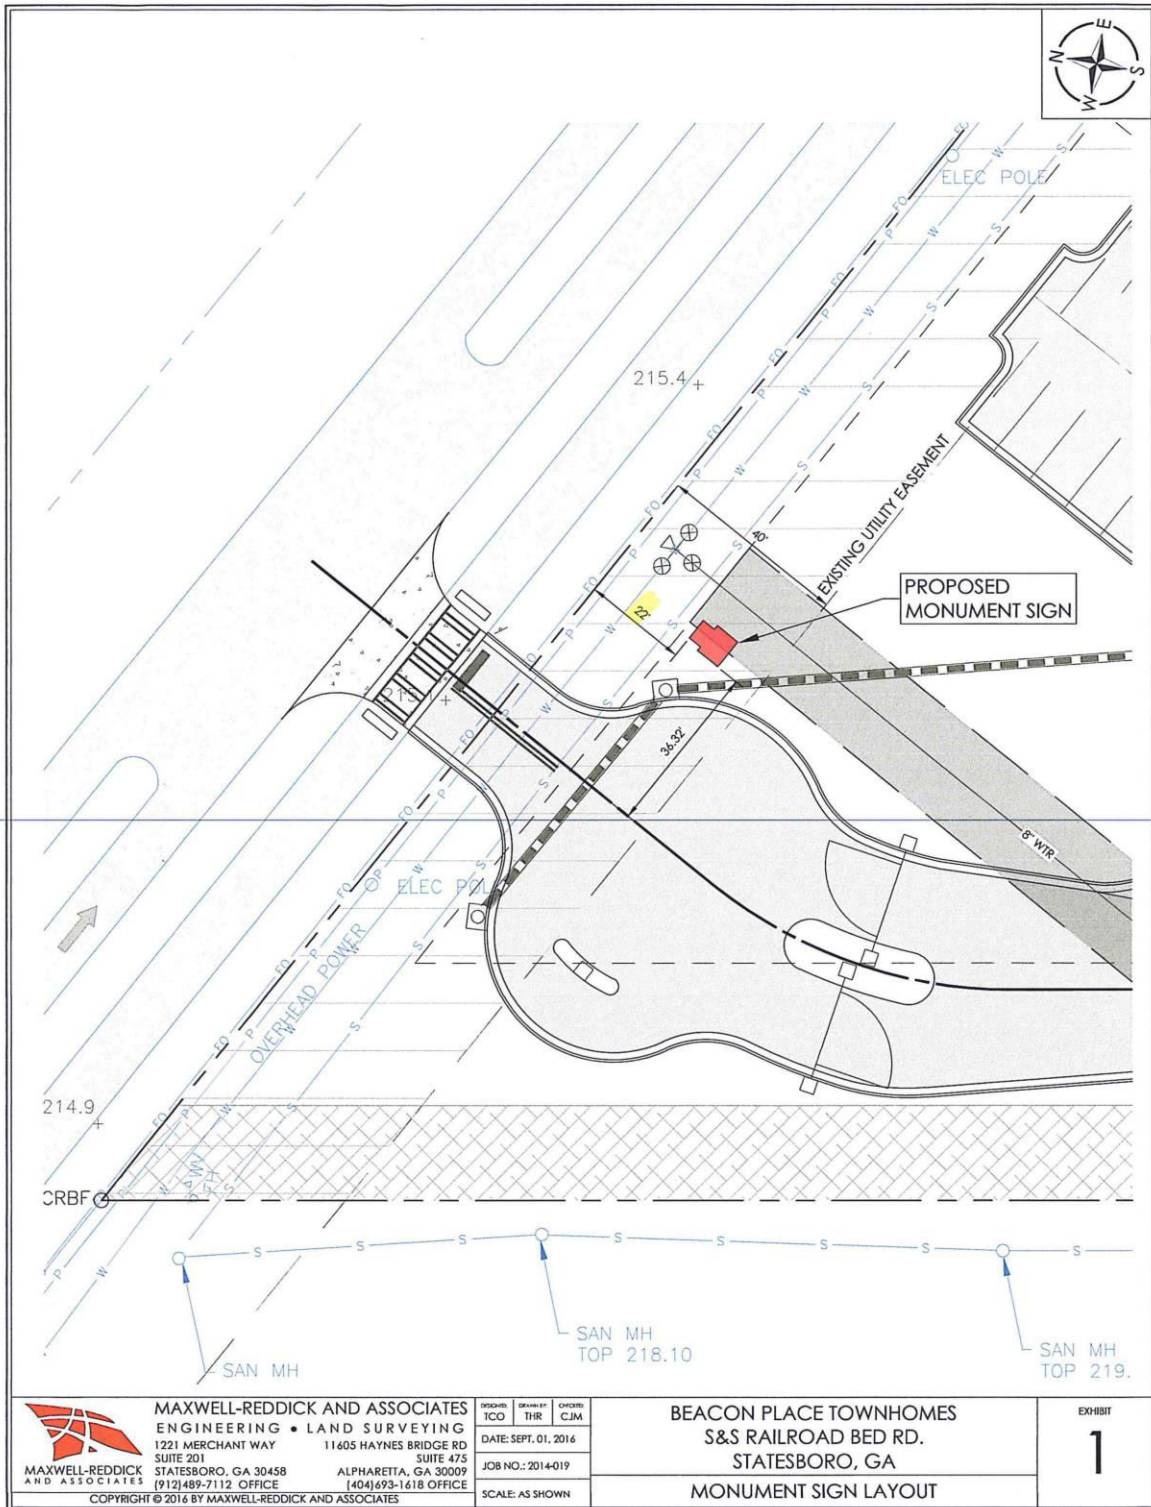 N
E
S
W
ELEC POLE
215.4
EXISTING UTILITY EASEMENT
40'
PROPOSED
MONUMENT SIGN
22'
36.32'
8" WTR
ELEC POL
OVERHEAD POWER
FO
P
W
S
214.9
CRBF
SAN MH
SAN MH
TOP 218.10
SAN MH
TOP 219.
MAXWELL-REDDICK
AND ASSOCIATES
MAXWELL-REDDICK AND ASSOCIATES
ENGINEERING • LAND SURVEYING
1221 MERCHANT WAY
SUITE 201
STATESBORO, GA 30458
(912)489-7112 OFFICE
11605 HAYNES BRIDGE RD
SUITE 475
ALPHARETTA, GA 30009
(404)693-1618 OFFICE
COPYRIGHT © 2016 BY MAXWELL-REDDICK AND ASSOCIATES
TCO THR CJM
DATE: SEPT. 01, 2016
JOB NO.: 2014-019
SCALE: AS SHOWN
BEACON PLACE TOWNHOMES
S&S RAILROAD BED RD.
STATESBORO, GA
MONUMENT SIGN LAYOUT
EXHIBIT
1